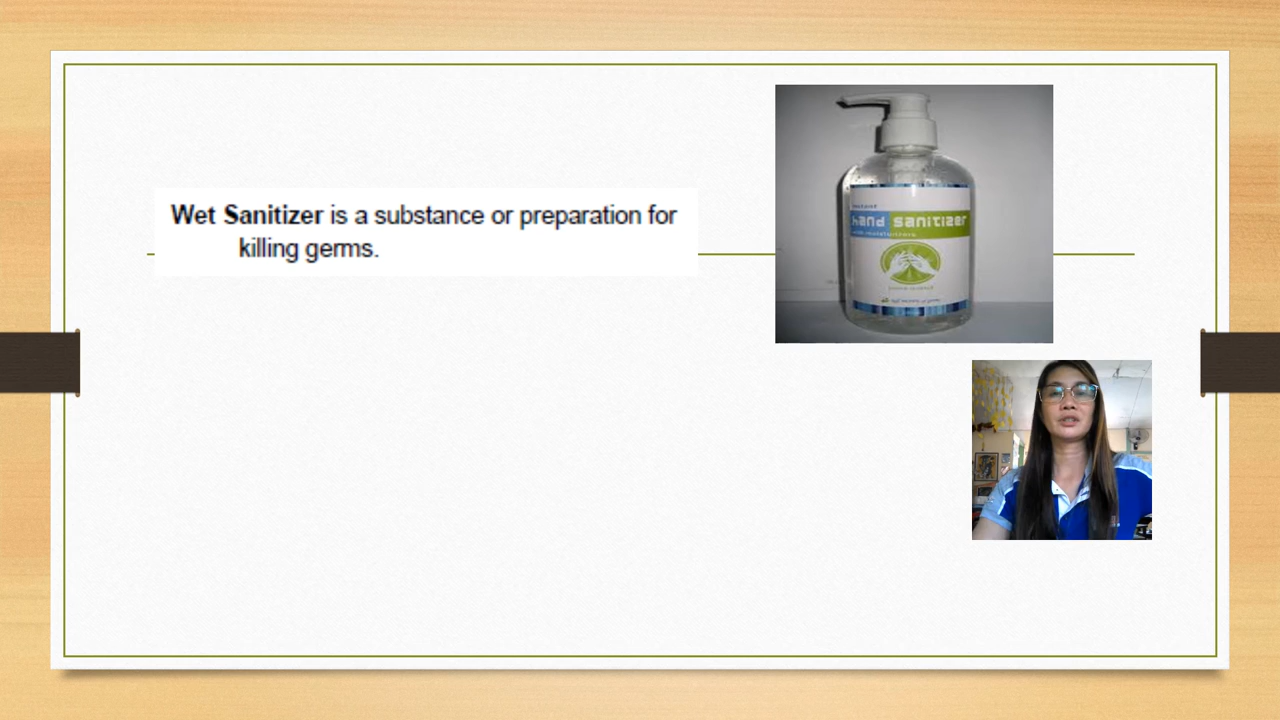 Wet Sanitizer is a substance or preparation for
killing germs.
hand sanitizer